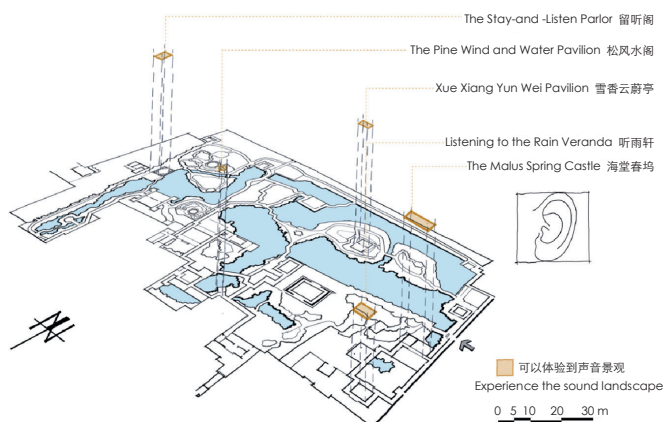 The Stay-and -Listen Parlor 留听阁
The Pine Wind and Water Pavilion 松风水阁
Xue Xiang Yun Wei Pavilion 雪香云蔚亭
Listening to the Rain Veranda 听雨轩
The Malus Spring Castle 海堂春坞
N
可以体验到声音景观
Experience the sound landscape
0 5 10 20 30 m